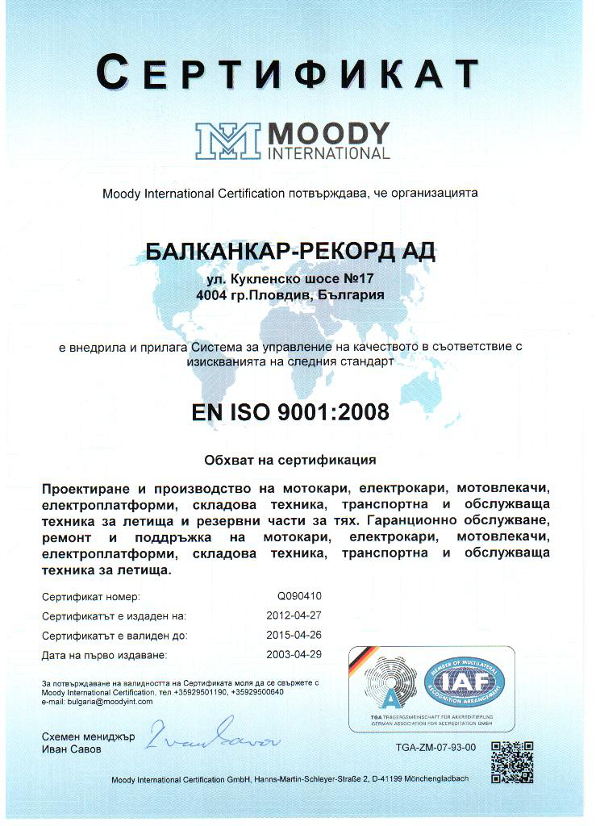 СЕРТИФИКАТ
MOODY
INTERNATIONAL
Moody International Certification потвърждава, че организацията
БАЛКАНКАР-РЕКОРД АД
ул. Кукленско шосе №17
4004 гр.Пловдив, България
е внедрила и прилага Система за управление на качеството в съответствие с
изискванията на следния стандарт
EN ISO 9001:2008
Обхват на сертификация
Проектиране и производство на мотокари, електрокари, мотовлекачи,
електроплатформи, складова техника, транспортна и обслужваща
техника за летища и резервни части за тях. Гаранционно обслужване,
ремонт и поддръжка на мотокари, електрокари, мотовлекачи,
електроплатформи, складова техника, транспортна и обслужваща
техника за летища.
Сертификат номер: Q090410
Сертификатът е издаден на: 2012-04-27
Сертификатът е валиден до: 2015-04-26
Дата на първо издаване: 2003-04-29
За потвърждаване на валидността на Сертификата моля да се свържете с
Moody International Certification, тел +35929501190, +35929500640
e-mail: bulgaria@moodyint.com
MEMBER OF MULTILATERAL
IAF
RECOGNITION ARRANGEMENT
A
TGA TRÄGERGEMEINSCHAFT FÜR AKKREDITIERUNG
GERMAN ASSOCIATION FOR ACCREDITATION GMBH
Схемен мениджър
Иван Савов
TGA-ZM-07-93-00
Moody International Certification GmbH, Hanns-Martin-Schleyer-Straße 2, D-41199 Mönchengladbach